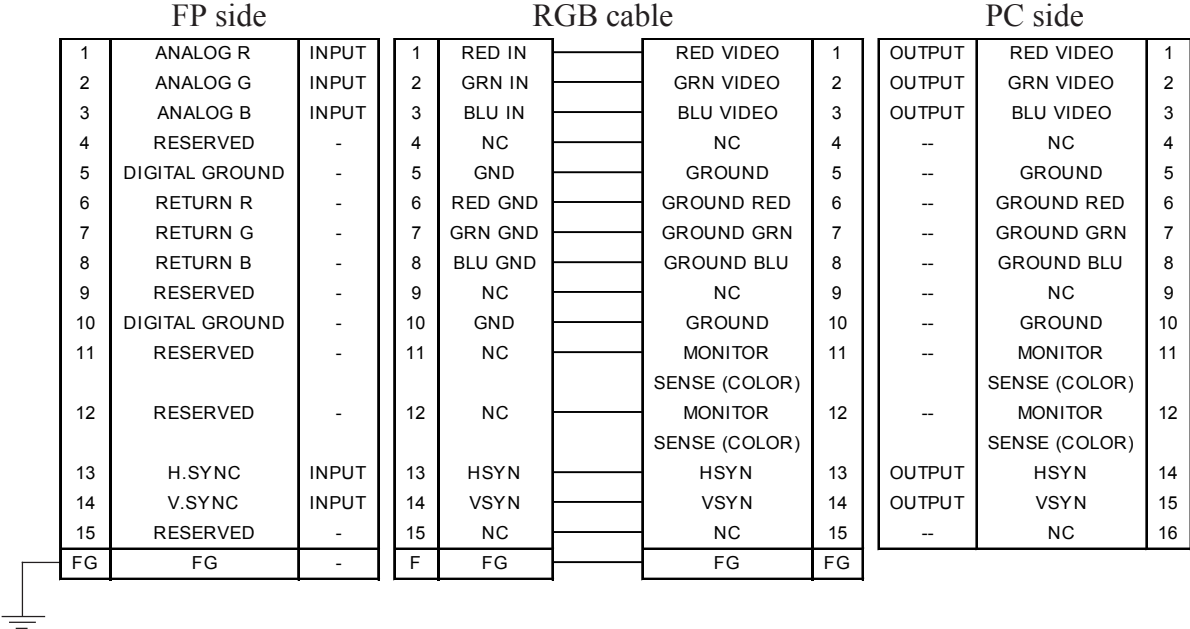 FP side RGB cable PC side
1 ANALOG R INPUT 1 RED IN RED VIDEO 1 OUTPUT RED VIDEO 1
2 ANALOG G INPUT 2 GRN IN GRN VIDEO 2 OUTPUT GRN VIDEO 2
3 ANALOG B INPUT 3 BLU IN BLU VIDEO 3 OUTPUT BLU VIDEO 3
4 RESERVED - 4 NC NC 4 -- NC 4
5 DIGITAL GROUND - 5 GND GROUND 5 -- GROUND 5
6 RETURN R - 6 RED GND GROUND RED 6 -- GROUND RED 6
7 RETURN G - 7 GRN GND GROUND GRN 7 -- GROUND GRN 7
8 RETURN B - 8 BLU GND GROUND BLU 8 -- GROUND BLU 8
9 RESERVED - 9 NC NC 9 -- NC 9
10 DIGITAL GROUND - 10 GND GROUND 10 -- GROUND 10
11 RESERVED - 11 NC MONITOR 11 -- MONITOR 11
SENSE (COLOR) SENSE (COLOR)
12 RESERVED - 12 NC MONITOR 12 -- MONITOR 12
SENSE (COLOR) SENSE (COLOR)
13 H.SYNC INPUT 13 HSYN HSYN 13 OUTPUT HSYN 14
14 V.SYNC INPUT 14 VSYN VSYN 14 OUTPUT VSYN 15
15 RESERVED - 15 NC NC 15 -- NC 16
FG FG - F FG FG FG